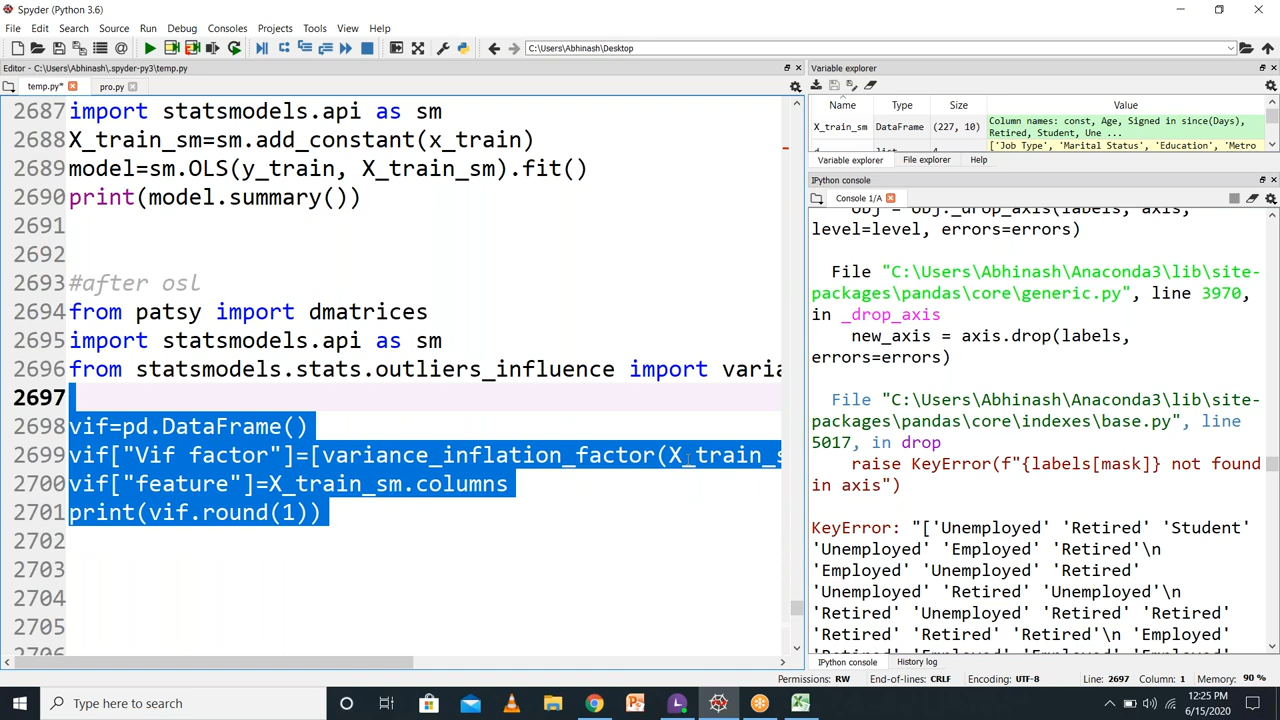 Spyder (Python 3.6)
File Edit Search Source Run Debug Consoles Projects Tools View Help
C:\Users\Abhinash\Desktop
Editor - C:\Users\Abhinash\.spyder-py3\temp.py
temp.py* pro.py
2687 import statsmodels.api as sm
2688 X_train_sm=sm.add_constant(x_train)
2689 model=sm.OLS(y_train, X_train_sm).fit()
2690 print(model.summary())
2691
2692
2693 #after osl
2694 from patsy import dmatrices
2695 import statsmodels.api as sm
2696 from statsmodels.stats.outliers_influence import varia
2697
2698 vif=pd.DataFrame()
2699 vif["Vif factor"]=[variance_inflation_factor(X_train_s
2700 vif["feature"]=X_train_sm.columns
2701 print(vif.round(1))
2702
2703
2704
2705
2706
Variable explorer
Name Type Size Value
X_train_sm DataFrame (227, 10) Column names: const, Age, Signed in since(Days),
Retired, Student, Une ...
d list 4 ['Job Type', 'Marital Status', 'Education', 'Metro
Variable explorer File explorer Help
IPython console
Console 1/A
obj = obj._drop_axis(labels, axis,
level=level, errors=errors)
File "C:\Users\Abhinash\Anaconda3\lib\site-
packages\pandas\core\generic.py", line 3970,
in _drop_axis
new_axis = axis.drop(labels,
errors=errors)
File "C:\Users\Abhinash\Anaconda3\lib\site-
packages\pandas\core\indexes\base.py", line
5017, in drop
raise KeyError(f"{labels[mask]} not found
in axis")
KeyError: "['Unemployed' 'Retired' 'Student'
'Unemployed' 'Employed' 'Retired'\n
'Employed' 'Unemployed' 'Retired'
'Unemployed' 'Retired' 'Unemployed'\n
'Retired' 'Unemployed' 'Retired' 'Retired'
'Retired' 'Retired' 'Retired'\n 'Employed'
IPython console History log
Permissions: RW End-of-lines: CRLF Encoding: UTF-8 Line: 2697 Column: 1 Memory: 90 %
Type here to search
12:25 PM
6/15/2020